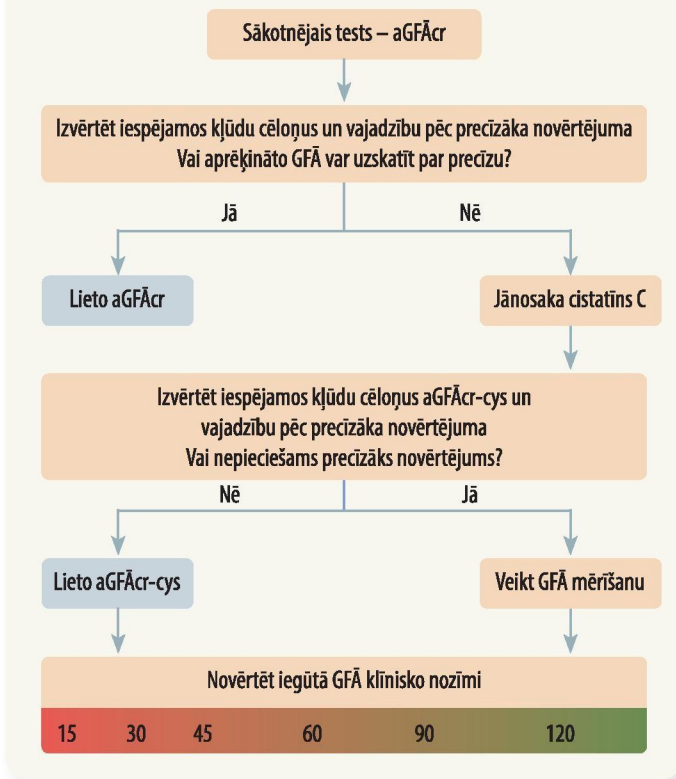 Sākotnējais tests – aGFĀcr
Izvērtēt iespējamos kļūdu cēloņus un vajadzību pēc precīzāka novērtējuma
Vai aprēķināto GFĀ var uzskatīt par precīzu?
Jā
Nē
Lieto aGFĀcr
Jānosaka cistatīns C
Izvērtēt iespējamos kļūdu cēloņus aGFĀcr-cys un
vajadzību pēc precīzāka novērtējuma
Vai nepieciešams precīzāks novērtējums?
Nē
Jā
Lieto aGFĀcr-cys
Veikt GFĀ mērīšanu
Novērtēt iegūtā GFĀ klīnisko nozīmi
15 30 45 60 90 120